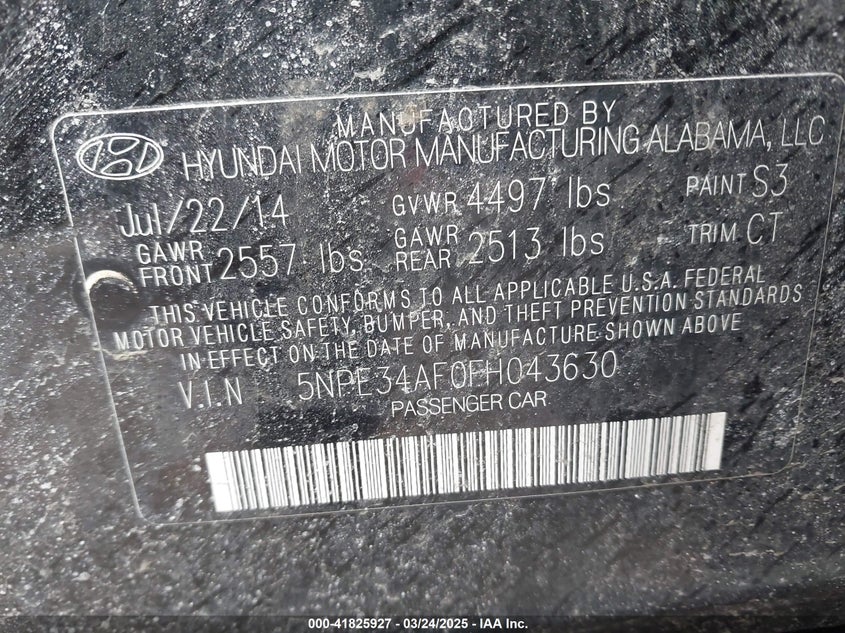 MANUFACTURED BY
HYUNDAI MOTOR MANUFACTURING ALABAMA, LLC
Jul/22/14 GVWR 4497 lbs PAINT S3
GAWR FRONT 2557 lbs GAWR REAR 2513 lbs TRIM CT
THIS VEHICLE CONFORMS TO ALL APPLICABLE U.S.A. FEDERAL
MOTOR VEHICLE SAFETY, BUMPER, AND THEFT PREVENTION STANDARDS
IN EFFECT ON THE DATE OF MANUFACTURE SHOWN ABOVE
V.I.N 5NPE34AF0FH043630
PASSENGER CAR
000-41825927 — 03/24/2025 — IAA Inc.